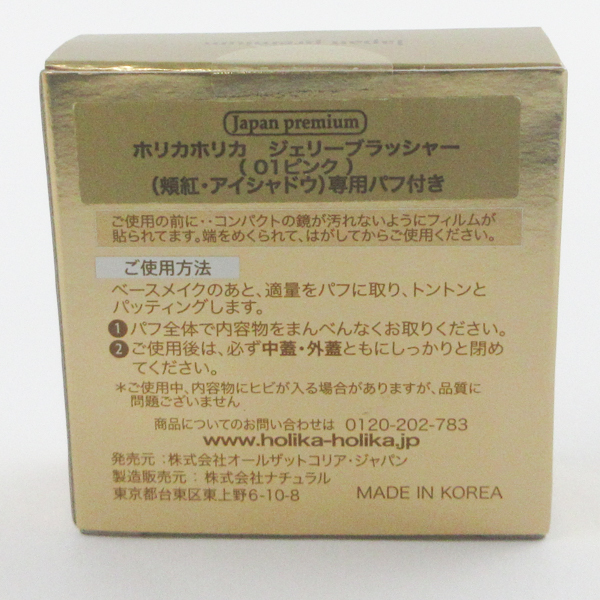 Japan premium
Japan premium
ホリカホリカ ジェリーブラッシャー
( 01ピンク )
(頬紅・アイシャドウ)専用パフ付き
ご使用の前に‥コンパクトの鏡が汚れないようにフィルムが
貼られてます。端をめくられて、はがしてからご使用ください。
ご使用方法
ベースメイクのあと、適量をパフに取り、トントンと
パッティングします。
❶パフ全体で内容物をまんべんなくお取りください。
❷ご使用後は、必ず中蓋・外蓋ともにしっかりと閉め
てください。
*ご使用中、内容物にヒビが入る場合がありますが、品質に
問題ございません
商品についてのお問い合わせは 0120-202-783
www.holika-holika.jp
発売元:株式会社オールザットコリア・ジャパン
製造販売元:株式会社ナチュラル
東京都台東区東上野6-10-8 MADE IN KOREA